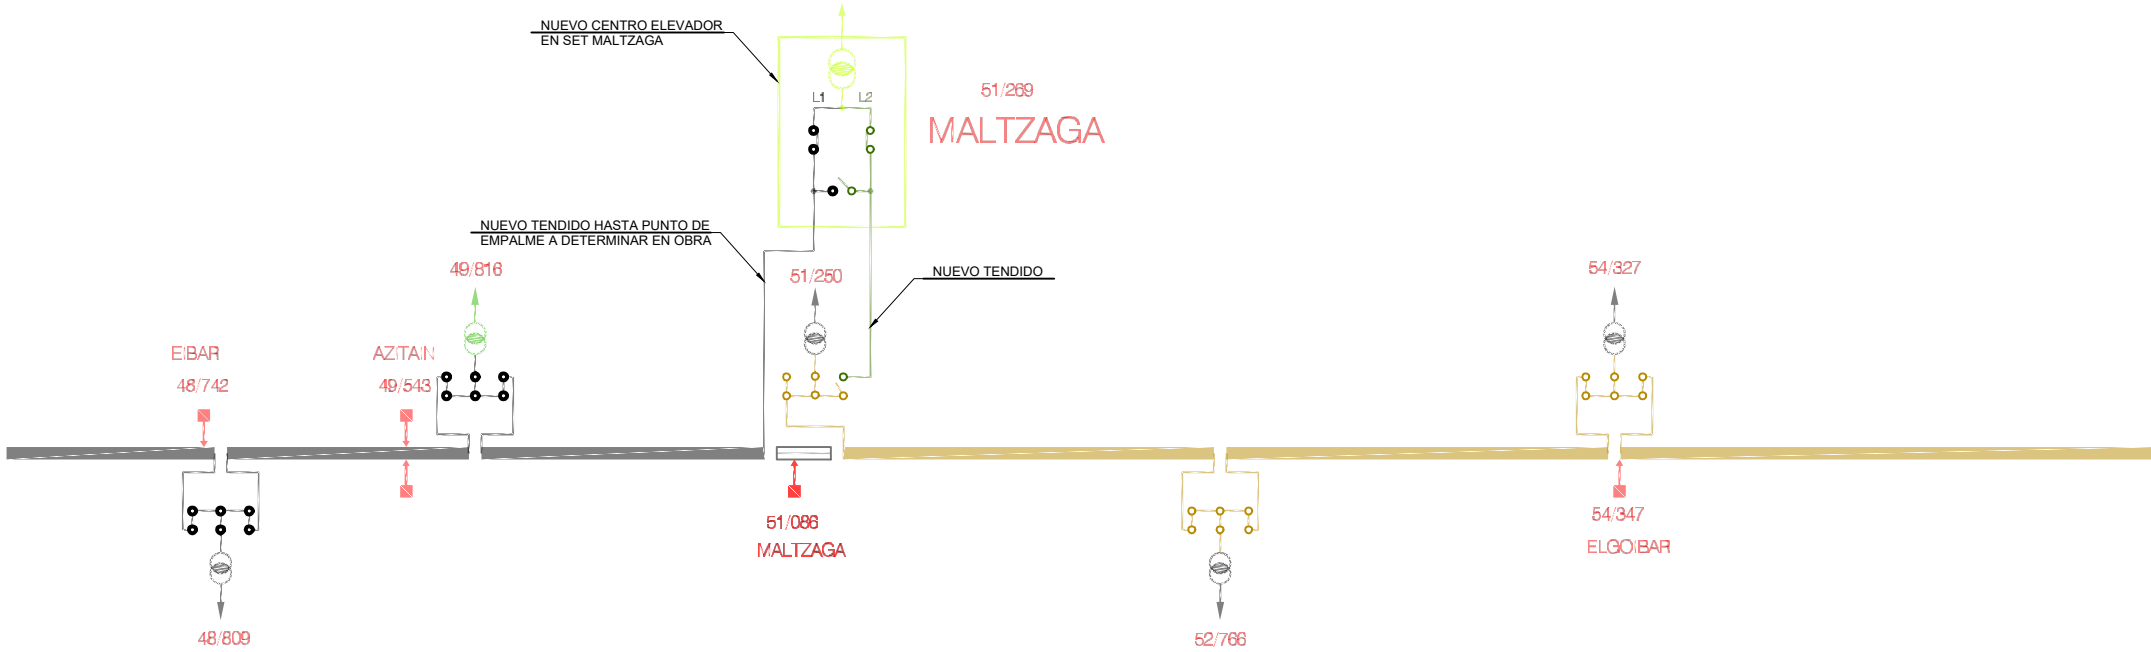 NUEVO CENTRO ELEVADOR
EN SET MALTZAGA
51/269
L1 L2
MALTZAGA
NUEVO TENDIDO HASTA PUNTO DE
EMPALME A DETERMINAR EN OBRA
49/816
51/250
NUEVO TENDIDO
54/327
EIBAR
AZITAIN
48/742
49/543
51/086
MALTZAGA
54/347
ELGOIBAR
48/809
52/766